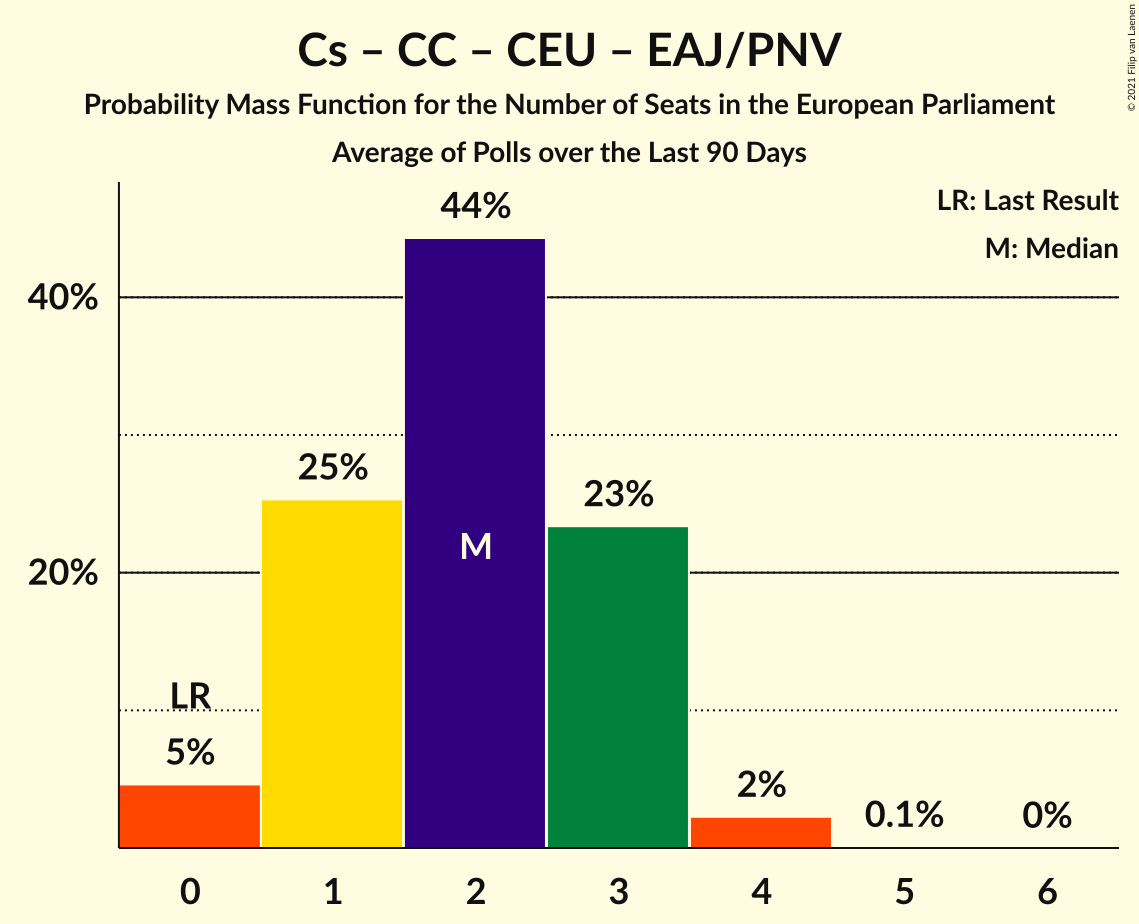 Cs – CC – CEU – EAJ/PNV
Probability Mass Function for the Number of Seats in the European Parliament
Average of Polls over the Last 90 Days
© 2021 Filip van Laenen
LR: Last Result
M: Median
44%
40%
25%
23%
M
20%
LR
5%
2%
0.1%
0%
0 1 2 3 4 5 6